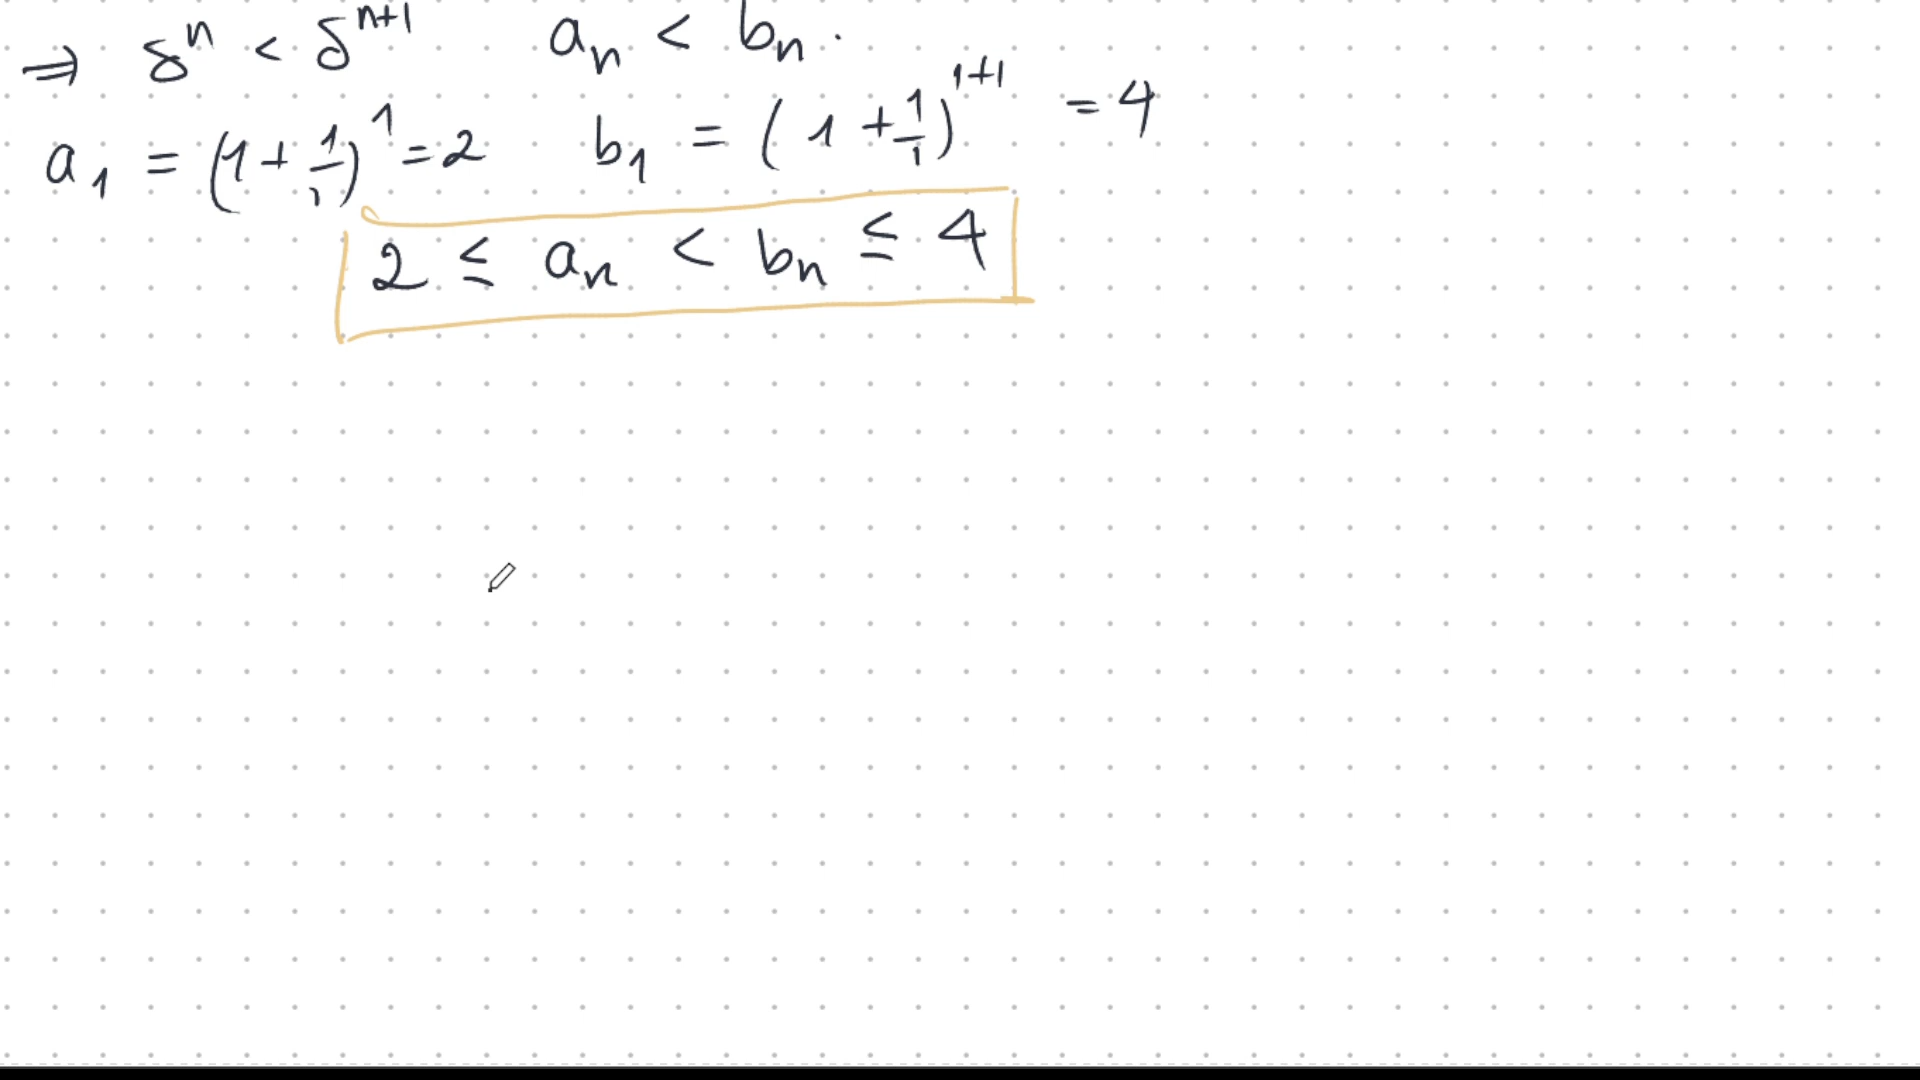 ⇒ δ^n < δ^{n+1} a_n < b_n .
a_1 = (1 + 1/1)^1 = 2 b_1 = (1 + 1/1)^{1+1} = 4
2 ≤ a_n < b_n ≤ 4